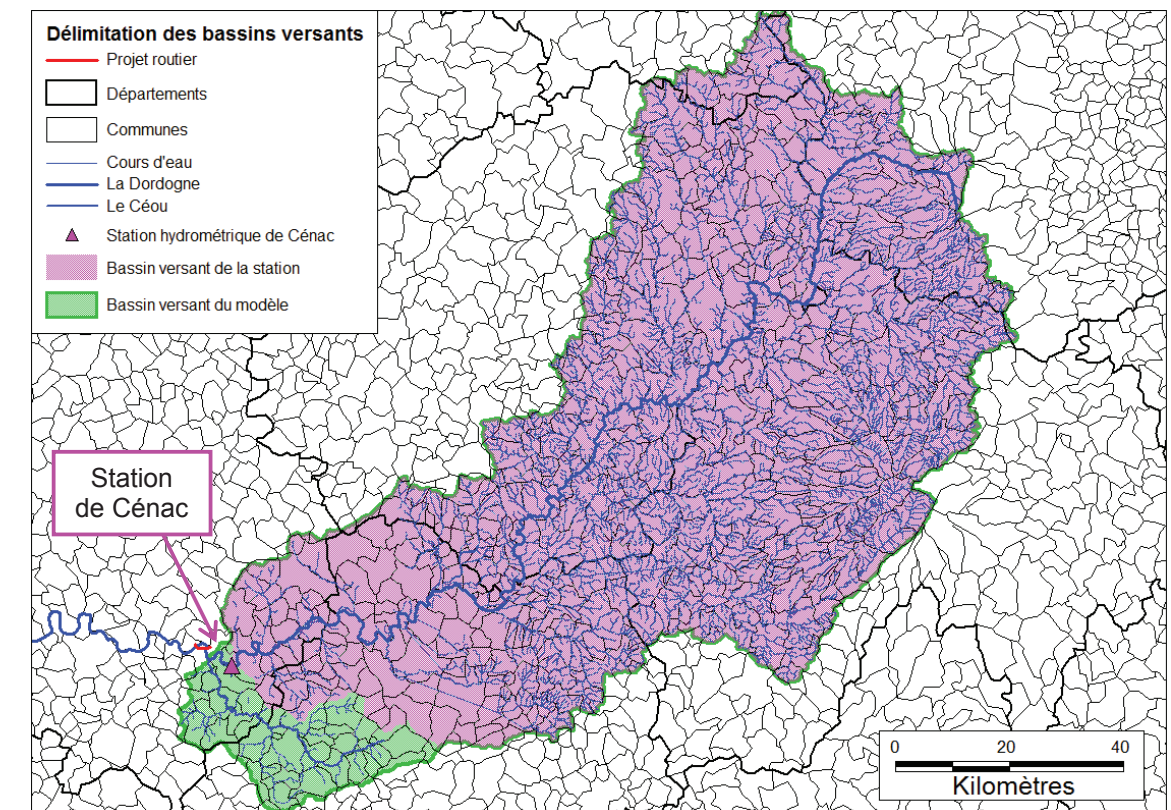 Délimitation des bassins versants
Projet routier
Départements
Communes
Cours d'eau
La Dordogne
Le Céou
Station hydrométrique de Cénac
Bassin versant de la station
Bassin versant du modèle
Station
de Cénac
0 20 40
Kilomètres